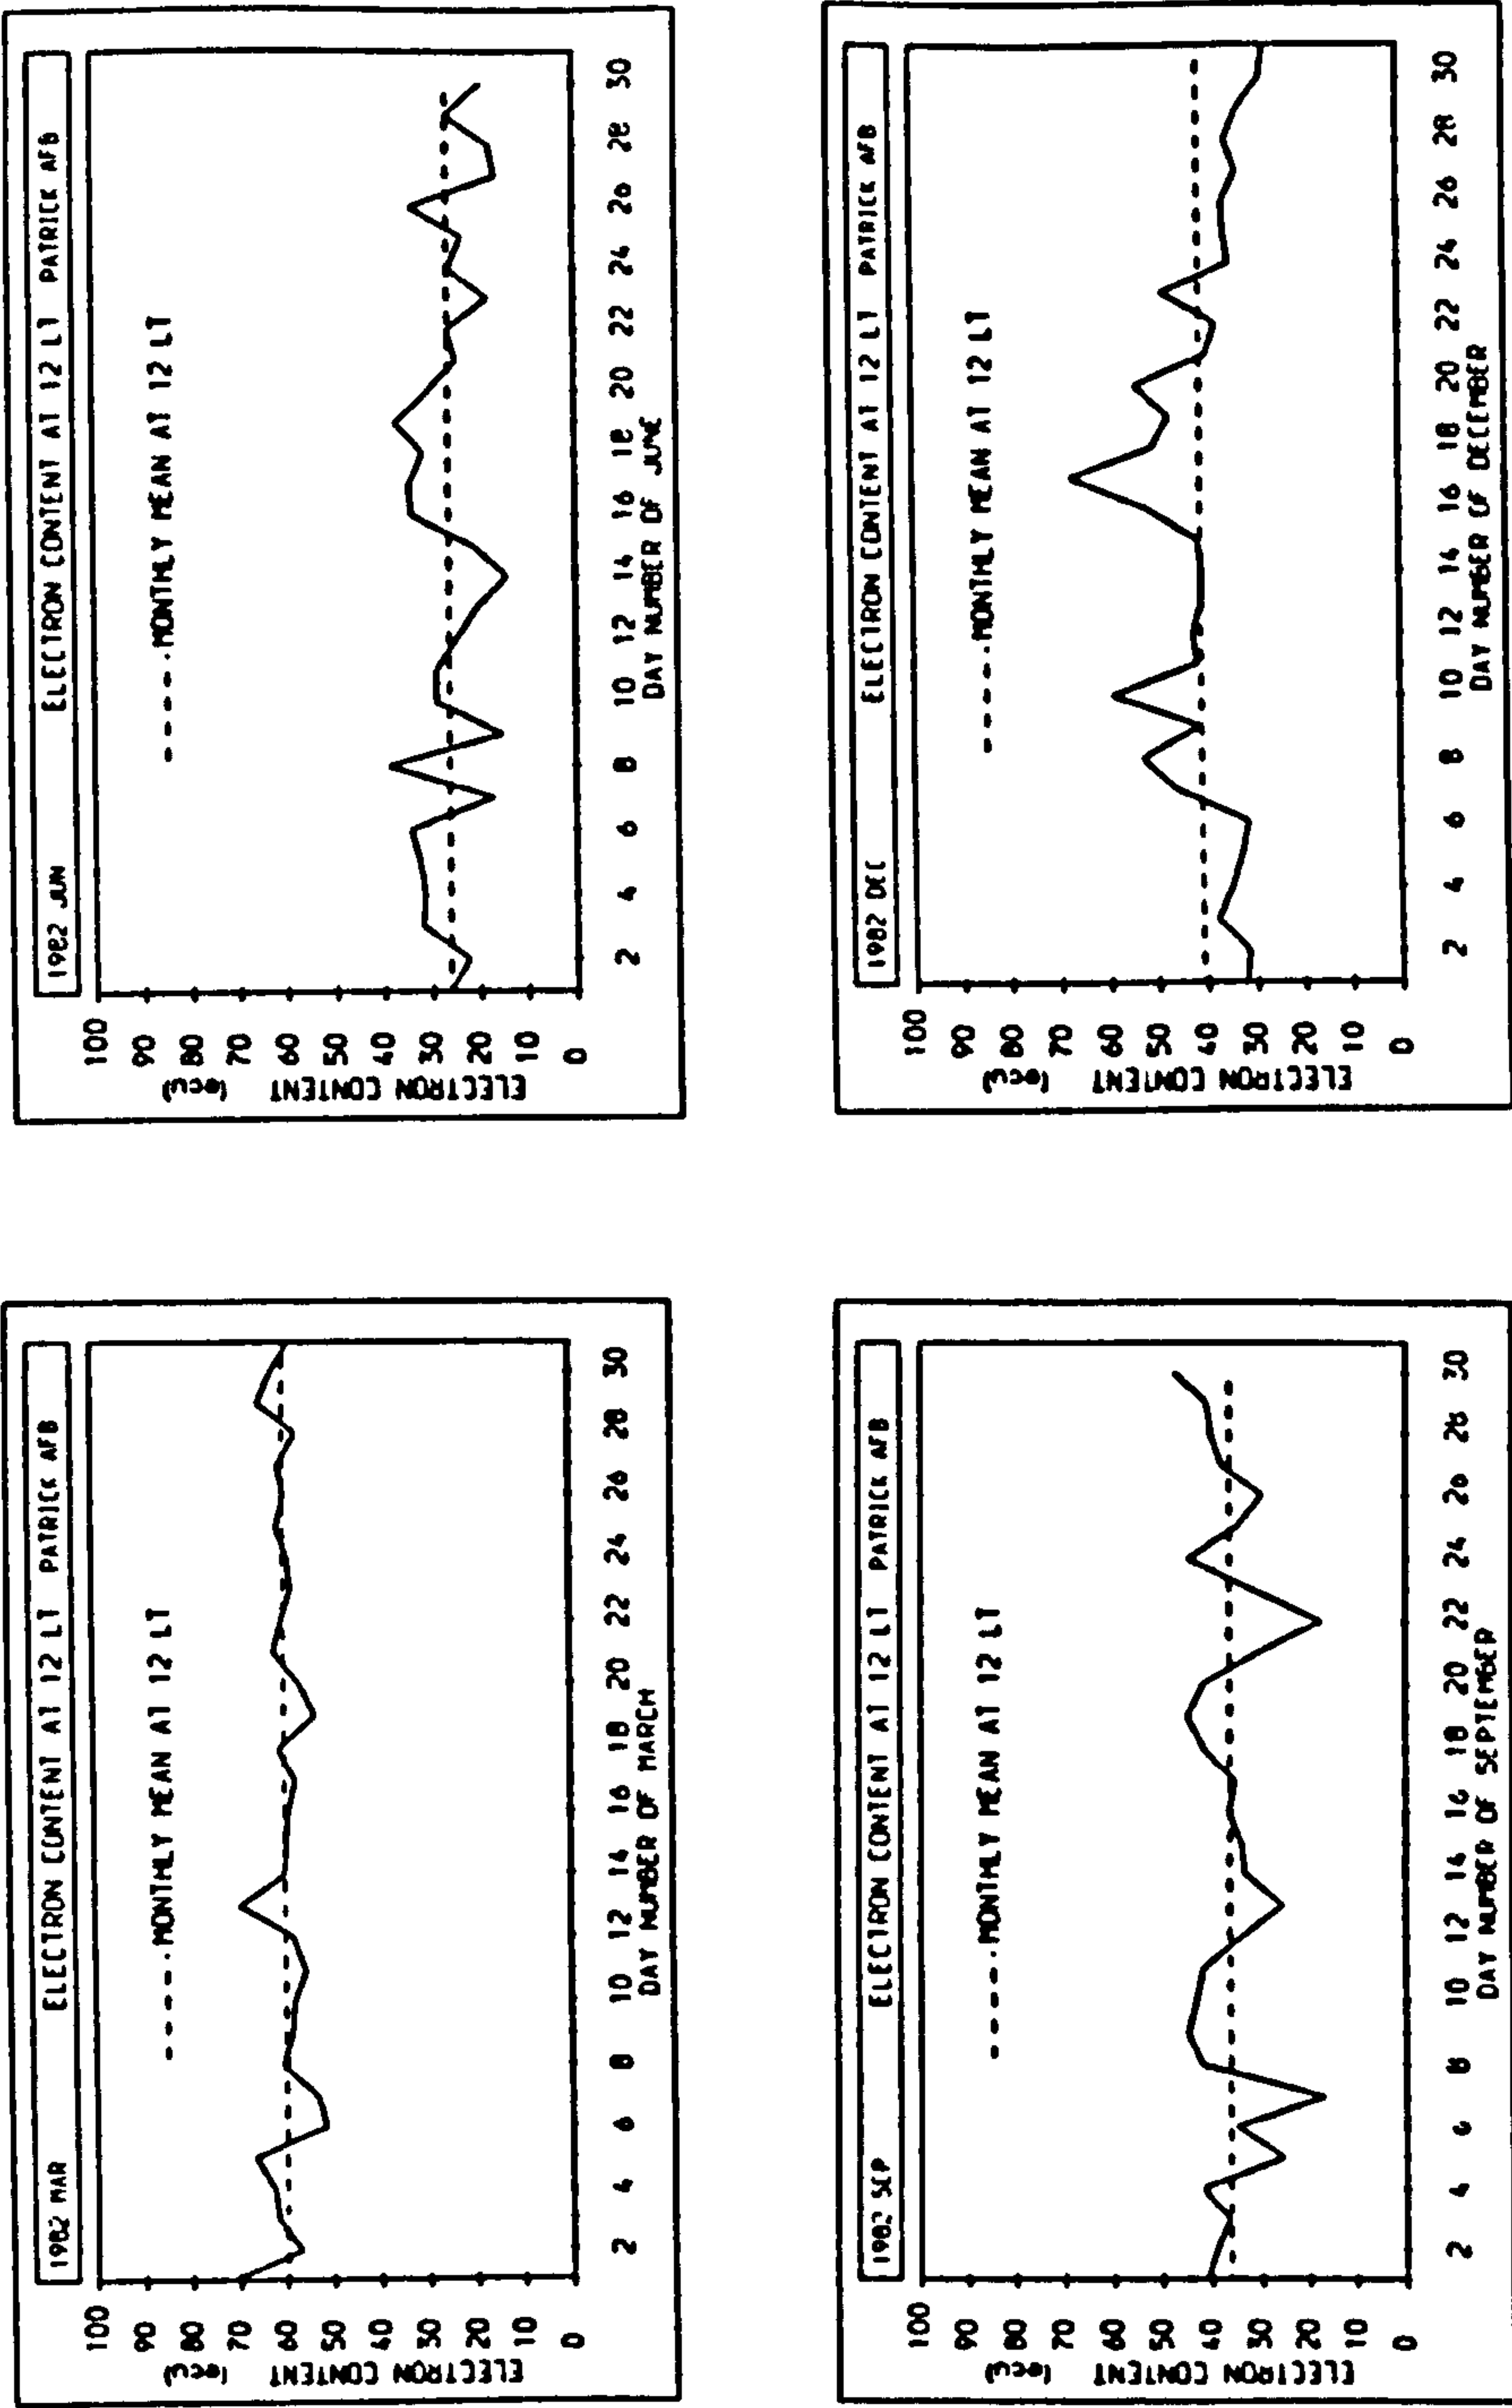 1982 MAR ELECTRON CONTENT AT 12 LT PATRICK AFB
----- MONTHLY MEAN AT 12 LT
ELECTRON CONTENT (ecu)
100
90
80
70
60
50
40
30
20
10
0
2 4 6 8 10 12 14 16 18 20 22 24 26 28 30
DAY NUMBER OF MARCH
1982 JUN ELECTRON CONTENT AT 12 LT PATRICK AFB
----- MONTHLY MEAN AT 12 LT
ELECTRON CONTENT (ecu)
100
90
80
70
60
50
40
30
20
10
0
2 4 6 8 10 12 14 16 18 20 22 24 26 28 30
DAY NUMBER OF JUNE
1982 SEP ELECTRON CONTENT AT 12 LT PATRICK AFB
----- MONTHLY MEAN AT 12 LT
ELECTRON CONTENT (ecu)
100
90
80
70
60
50
40
30
20
10
0
2 4 6 8 10 12 14 16 18 20 22 24 26 28 30
DAY NUMBER OF SEPTEMBER
1982 DEC ELECTRON CONTENT AT 12 LT PATRICK AFB
----- MONTHLY MEAN AT 12 LT
ELECTRON CONTENT (ecu)
100
90
80
70
60
50
40
30
20
10
0
2 4 6 8 10 12 14 16 18 20 22 24 26 28 30
DAY NUMBER OF DECEMBER